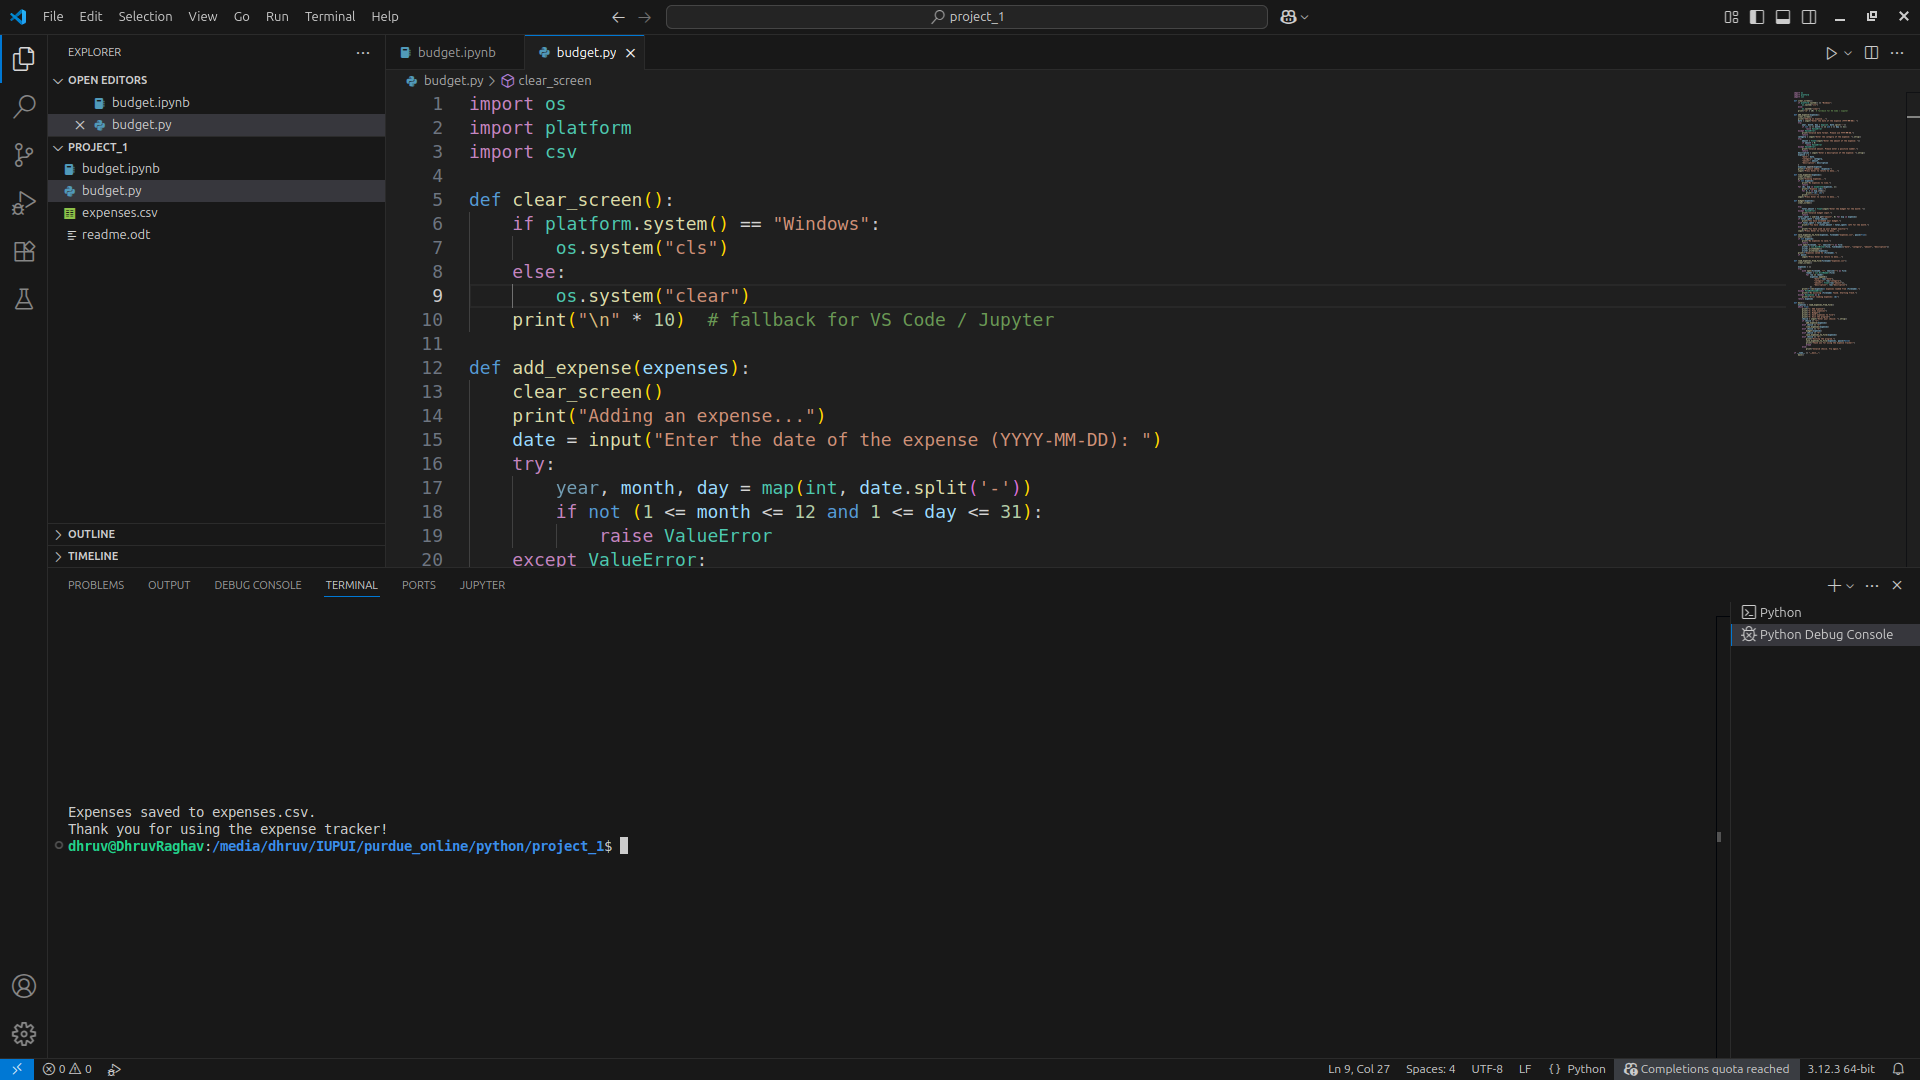 File Edit Selection View Go Run Terminal Help
project_1
EXPLORER
OPEN EDITORS
budget.ipynb
budget.py
PROJECT_1
budget.ipynb
budget.py
expenses.csv
readme.odt
OUTLINE
TIMELINE
budget.ipynb budget.py
budget.py > clear_screen
1 import os
2 import platform
3 import csv
4
5 def clear_screen():
6 if platform.system() == "Windows":
7 os.system("cls")
8 else:
9 os.system("clear")
10 print("\n" * 10) # fallback for VS Code / Jupyter
11
12 def add_expense(expenses):
13 clear_screen()
14 print("Adding an expense...")
15 date = input("Enter the date of the expense (YYYY-MM-DD): ")
16 try:
17 year, month, day = map(int, date.split('-'))
18 if not (1 <= month <= 12 and 1 <= day <= 31):
19 raise ValueError
20 except ValueError:
PROBLEMS OUTPUT DEBUG CONSOLE TERMINAL PORTS JUPYTER
Python
Python Debug Console
Expenses saved to expenses.csv.
Thank you for using the expense tracker!
dhruv@DhruvRaghav:/media/dhruv/IUPUI/purdue_online/python/project_1$
0 0
Ln 9, Col 27 Spaces: 4 UTF-8 LF {} Python Completions quota reached 3.12.3 64-bit